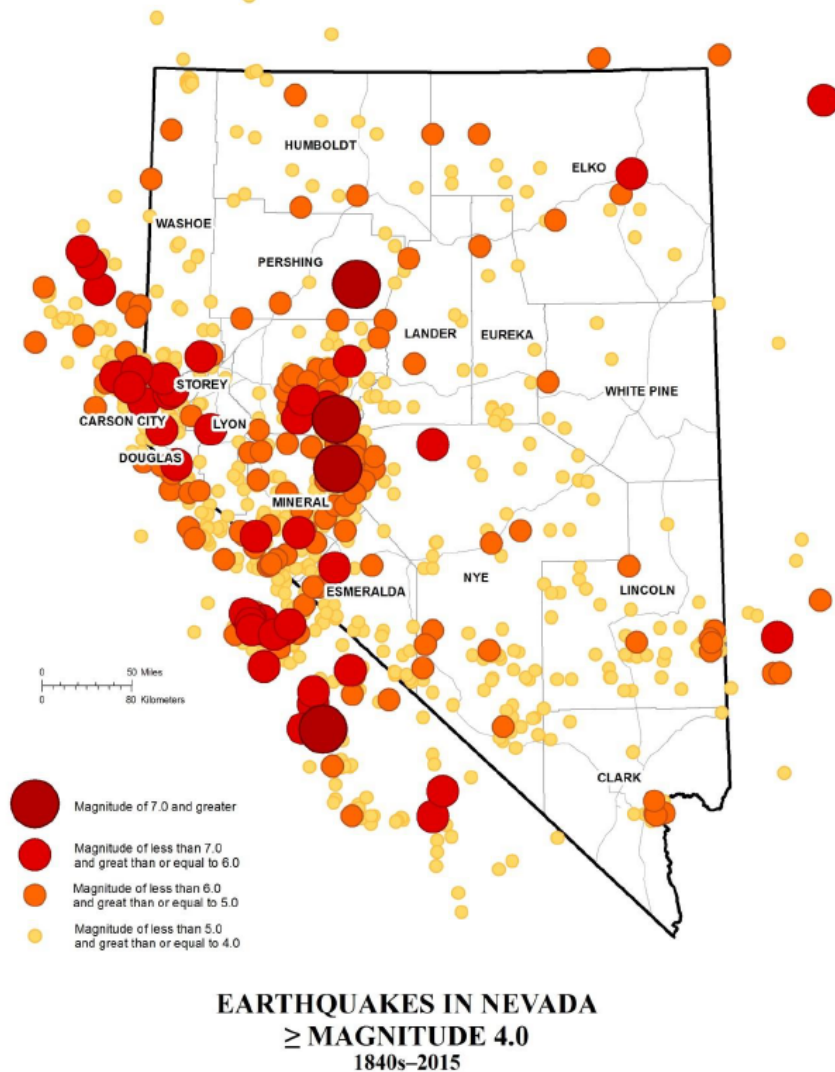 HUMBOLDT
ELKO
WASHOE
PERSHING
LANDER
EUREKA
STOREY
WHITE PINE
CARSON CITY
LYON
DOUGLAS
MINERAL
NYE
ESMERALDA
LINCOLN
0 50 Miles
0 80 Kilometers
CLARK
Magnitude of 7.0 and greater
Magnitude of less than 7.0
and great than or equal to 6.0
Magnitude of less than 6.0
and great than or equal to 5.0
Magnitude of less than 5.0
and great than or equal to 4.0
EARTHQUAKES IN NEVADA
≥ MAGNITUDE 4.0
1840s–2015